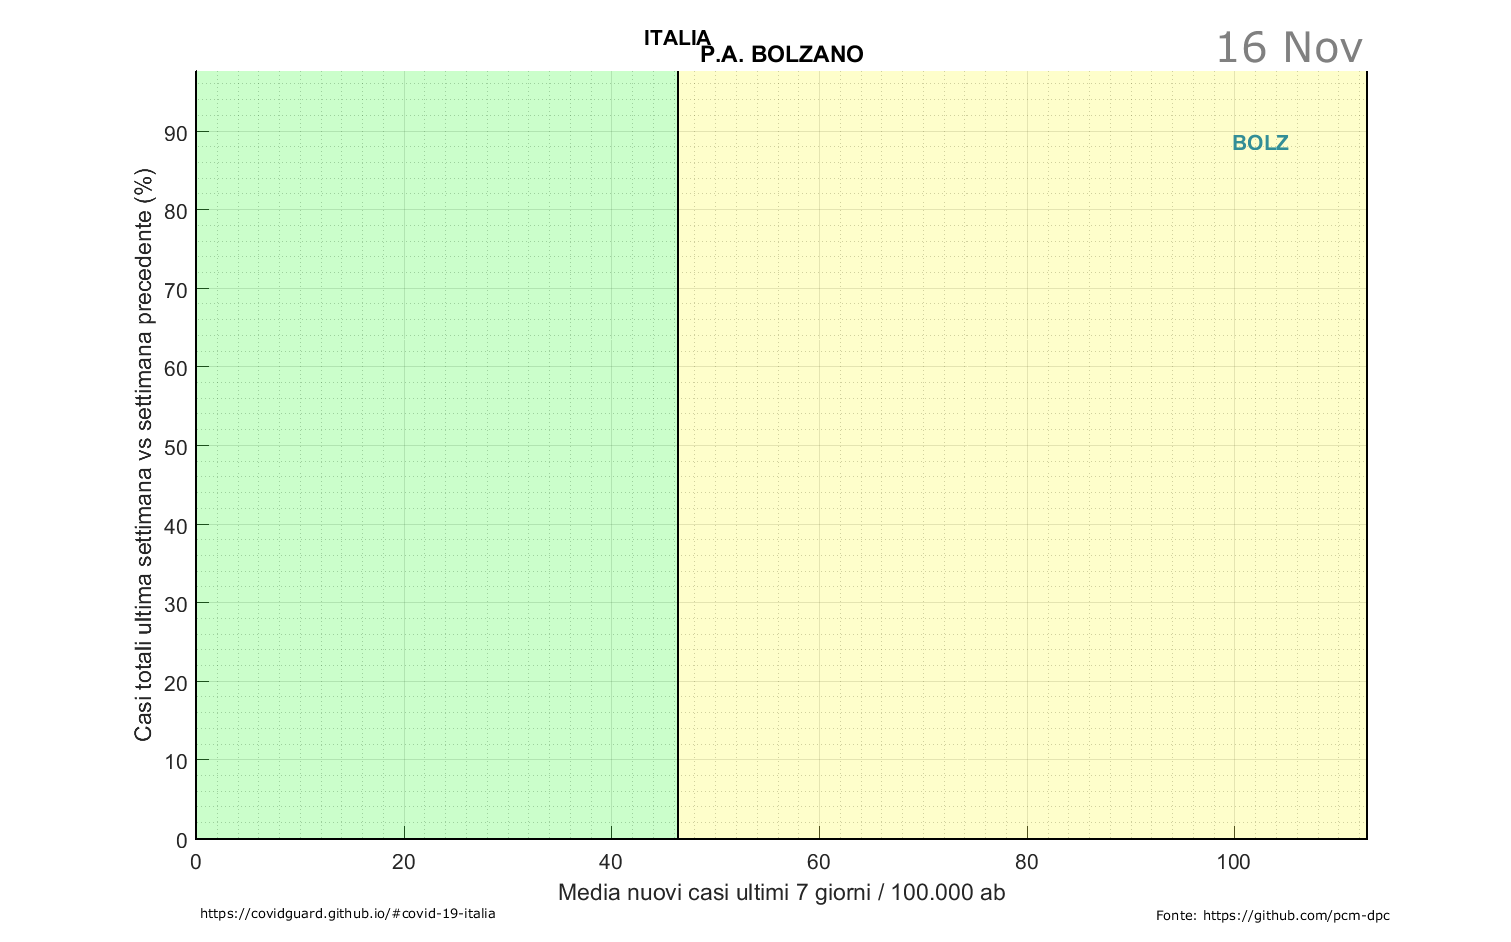 ITALIA
P.A. BOLZANO
16 Nov
BOLZ
Casi totali ultima settimana vs settimana precedente (%)
90
80
70
60
50
40
30
20
10
0
0 20 40 60 80 100
Media nuovi casi ultimi 7 giorni / 100.000 ab
https://covidguard.github.io/#covid-19-italia
Fonte: https://github.com/pcm-dpc